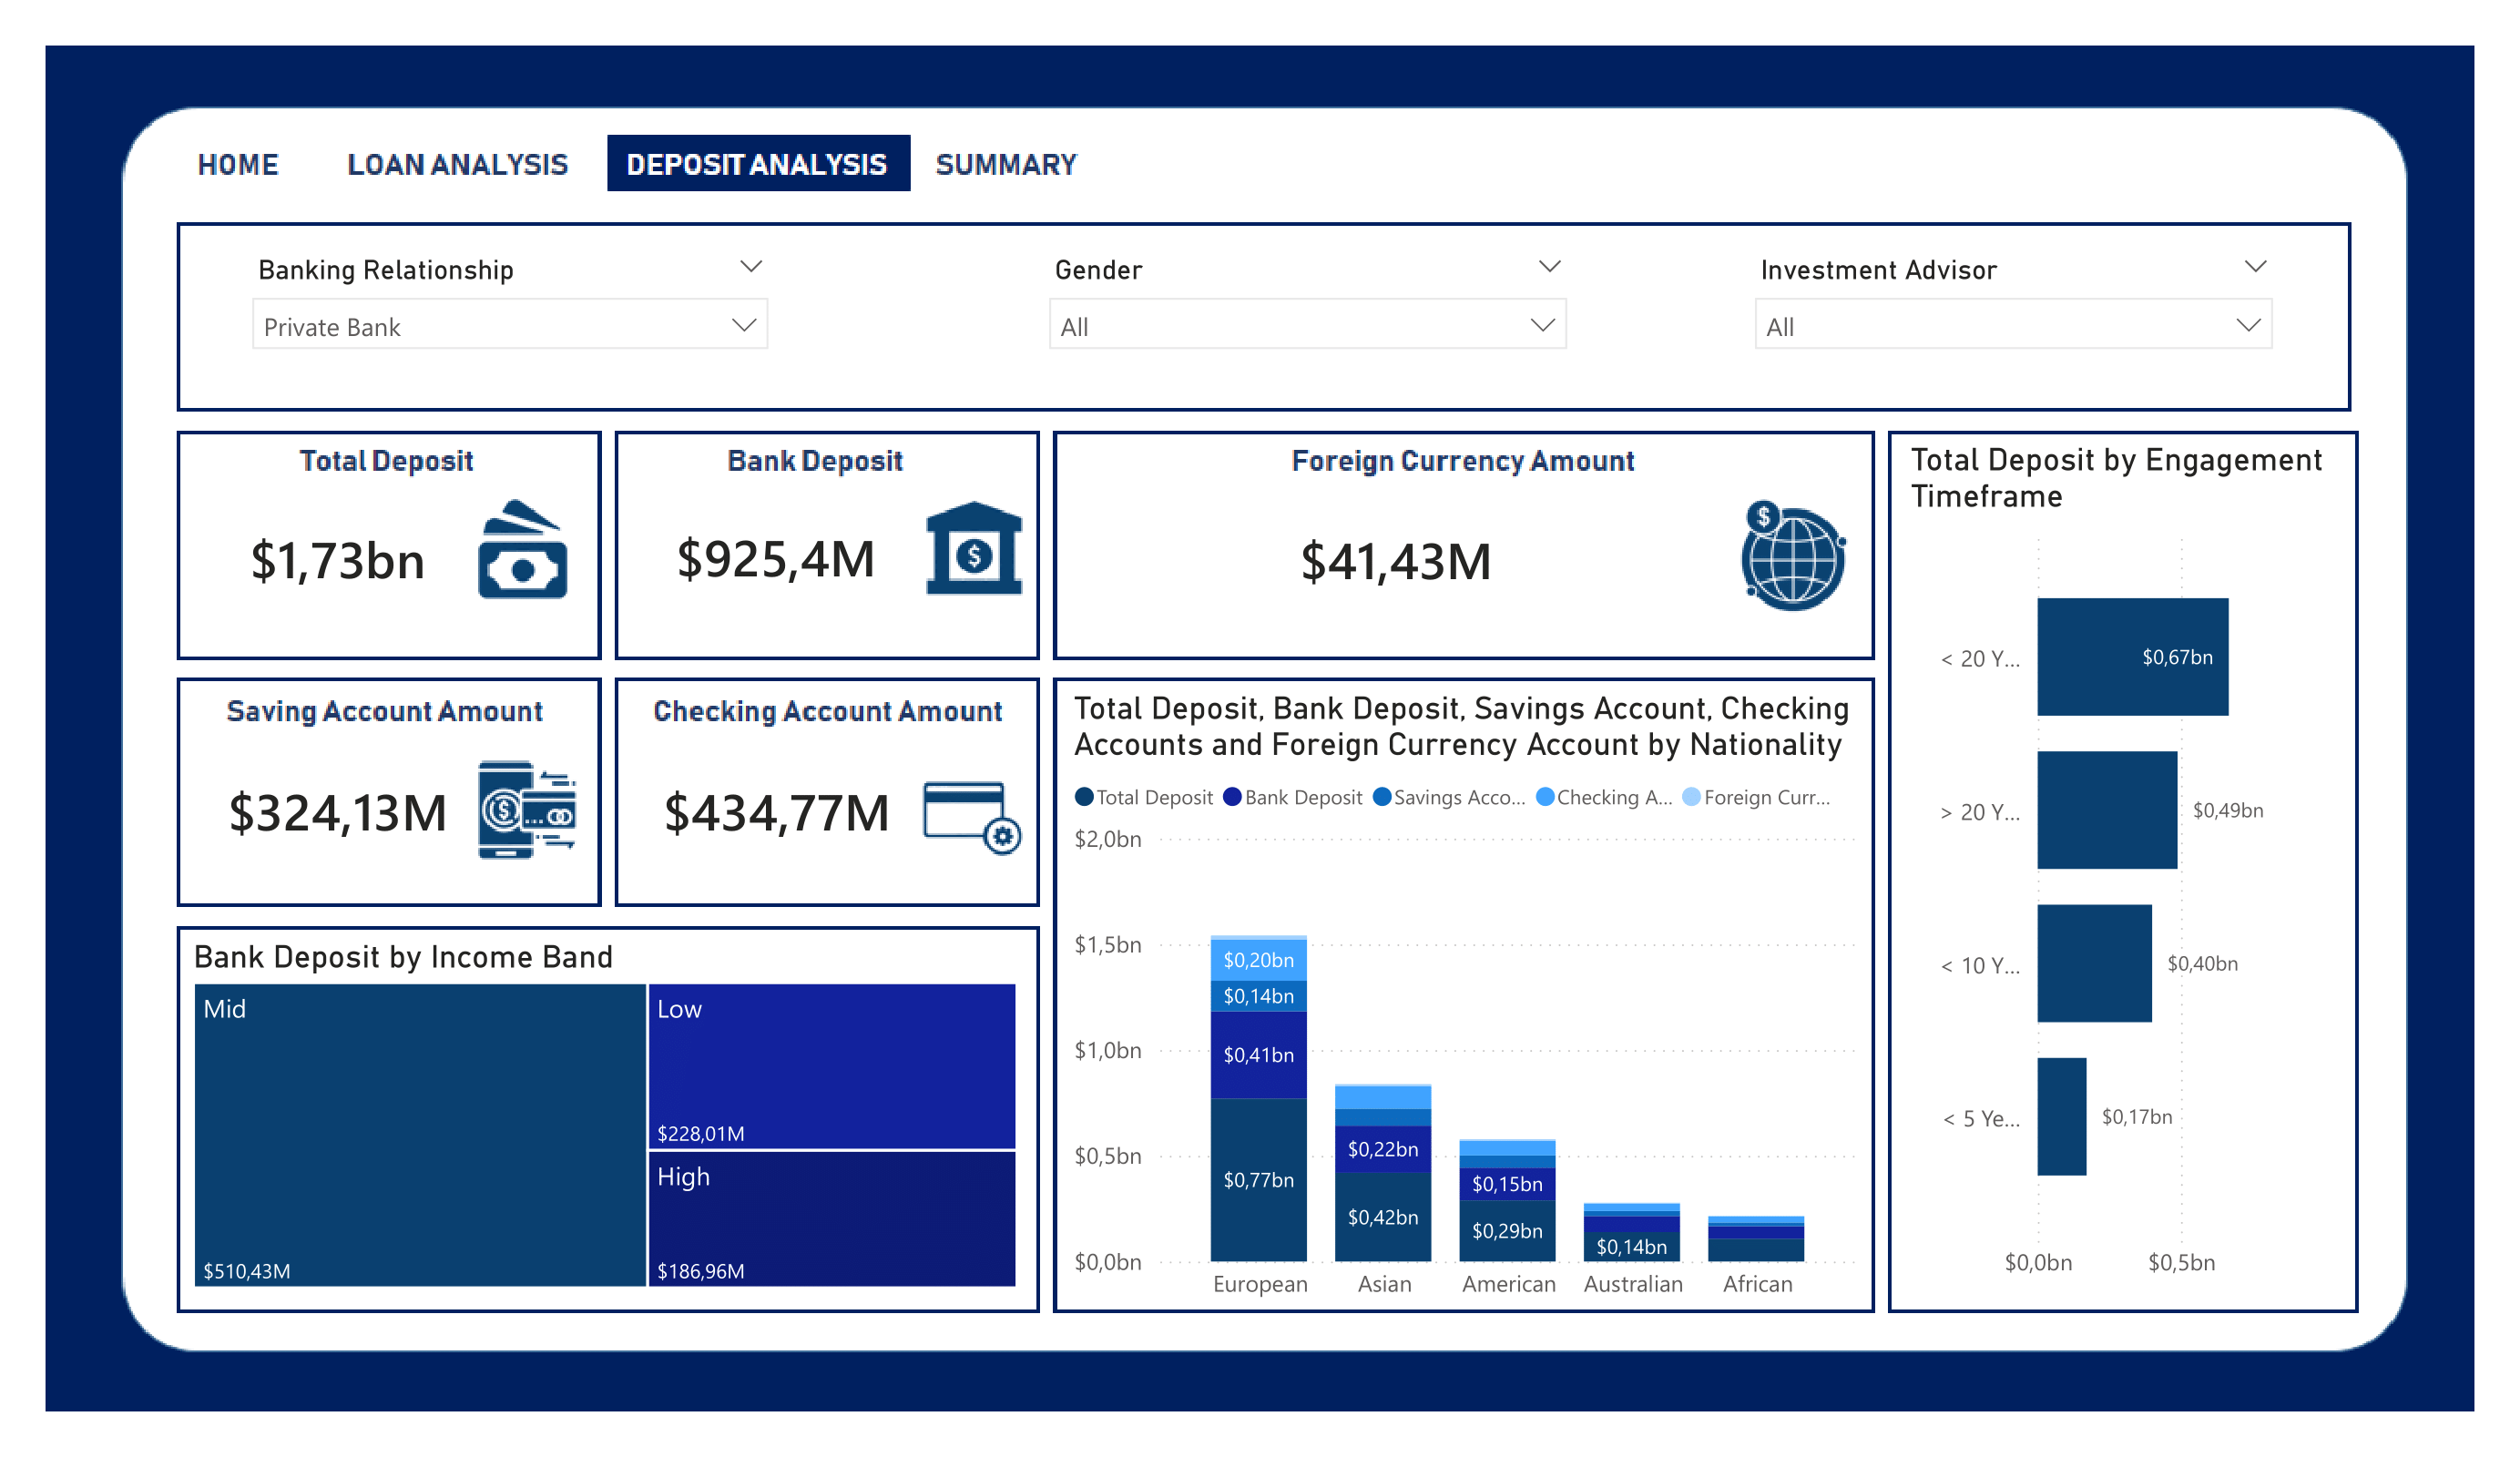 HOME LOAN ANALYSIS DEPOSIT ANALYSIS SUMMARY
Banking Relationship
Private Bank
Gender
All
Investment Advisor
All
Total Deposit
$1,73bn
Bank Deposit
$925,4M
Foreign Currency Amount
$41,43M
Saving Account Amount
$324,13M
Checking Account Amount
$434,77M
Bank Deposit by Income Band
Mid
$510,43M
Low
$228,01M
High
$186,96M
Total Deposit, Bank Deposit, Savings Account, Checking
Accounts and Foreign Currency Account by Nationality
Total Deposit Bank Deposit Savings Acco... Checking A... Foreign Curr...
$2,0bn
$1,5bn
$1,0bn
$0,5bn
$0,0bn
$0,20bn
$0,14bn
$0,41bn
$0,77bn
$0,22bn
$0,42bn
$0,15bn
$0,29bn
$0,14bn
European Asian American Australian African
Total Deposit by Engagement
Timeframe
< 20 Y... $0,67bn
> 20 Y... $0,49bn
< 10 Y... $0,40bn
< 5 Ye... $0,17bn
$0,0bn $0,5bn